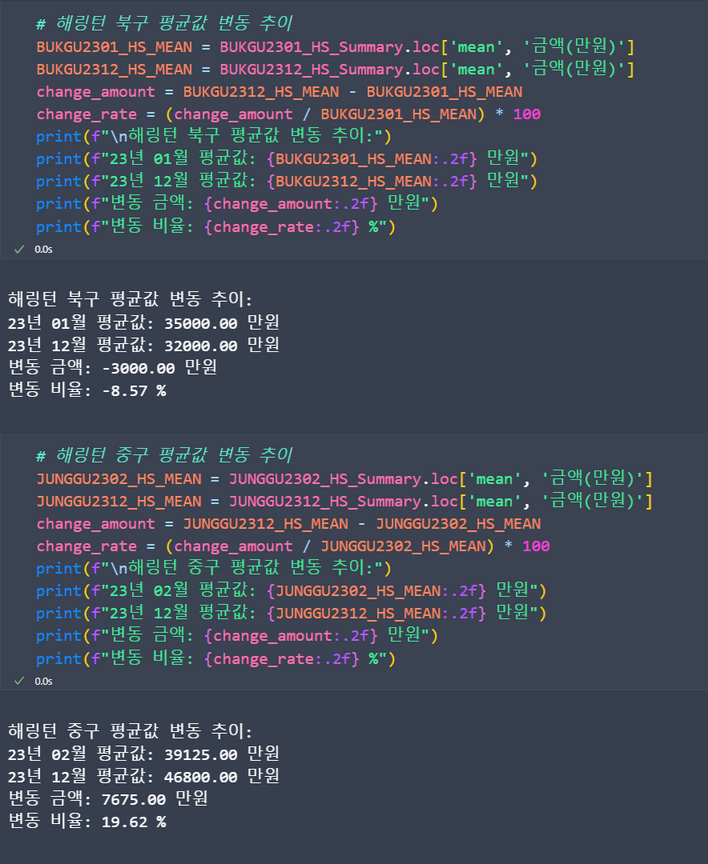 # 해링턴 북구 평균값 변동 추이
BUKGU2301_HS_MEAN = BUKGU2301_HS_Summary.loc['mean', '금액(만원)']
BUKGU2312_HS_MEAN = BUKGU2312_HS_Summary.loc['mean', '금액(만원)']
change_amount = BUKGU2312_HS_MEAN - BUKGU2301_HS_MEAN
change_rate = (change_amount / BUKGU2301_HS_MEAN) * 100
print(f"\n해링턴 북구 평균값 변동 추이:")
print(f"23년 01월 평균값: {BUKGU2301_HS_MEAN:.2f} 만원")
print(f"23년 12월 평균값: {BUKGU2312_HS_MEAN:.2f} 만원")
print(f"변동 금액: {change_amount:.2f} 만원")
print(f"변동 비율: {change_rate:.2f} %")
✓ 0.0s
해링턴 북구 평균값 변동 추이:
23년 01월 평균값: 35000.00 만원
23년 12월 평균값: 32000.00 만원
변동 금액: -3000.00 만원
변동 비율: -8.57 %
# 해링턴 중구 평균값 변동 추이
JUNGGU2302_HS_MEAN = JUNGGU2302_HS_Summary.loc['mean', '금액(만원)']
JUNGGU2312_HS_MEAN = JUNGGU2312_HS_Summary.loc['mean', '금액(만원)']
change_amount = JUNGGU2312_HS_MEAN - JUNGGU2302_HS_MEAN
change_rate = (change_amount / JUNGGU2302_HS_MEAN) * 100
print(f"\n해링턴 중구 평균값 변동 추이:")
print(f"23년 02월 평균값: {JUNGGU2302_HS_MEAN:.2f} 만원")
print(f"23년 12월 평균값: {JUNGGU2312_HS_MEAN:.2f} 만원")
print(f"변동 금액: {change_amount:.2f} 만원")
print(f"변동 비율: {change_rate:.2f} %")
✓ 0.0s
해링턴 중구 평균값 변동 추이:
23년 02월 평균값: 39125.00 만원
23년 12월 평균값: 46800.00 만원
변동 금액: 7675.00 만원
변동 비율: 19.62 %